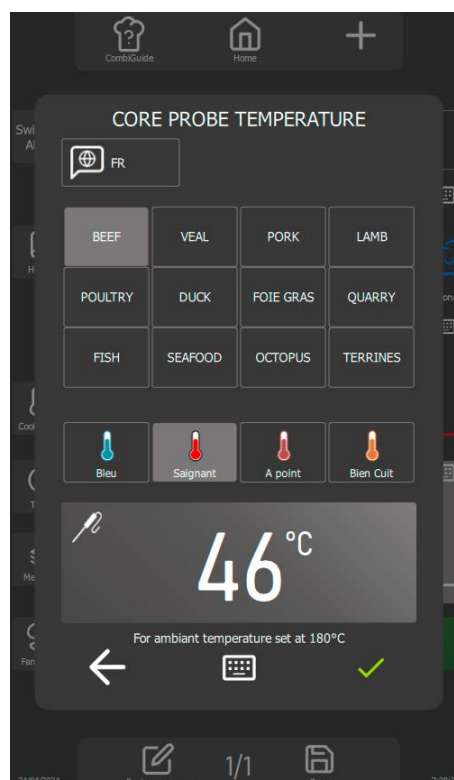 CombiGuide
Home
CORE PROBE TEMPERATURE
FR
BEEF
VEAL
PORK
LAMB
POULTRY
DUCK
FOIE GRAS
QUARRY
FISH
SEAFOOD
OCTOPUS
TERRINES
Bleu
Saignant
A point
Bien Cuit
46°C
For ambiant temperature set at 180°C
1/1